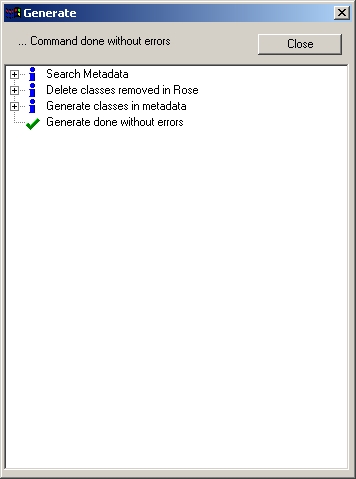 Generate
... Command done without errors
Close
Search Metadata
Delete classes removed in Rose
Generate classes in metadata
Generate done without errors